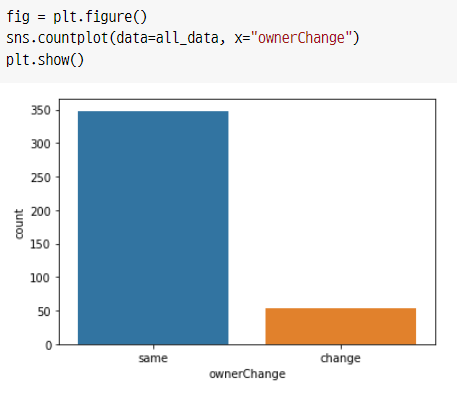 fig = plt.figure()
sns.countplot(data=all_data, x="ownerChange")
plt.show()
350
300
250
200
150
100
50
0
count
same change
ownerChange